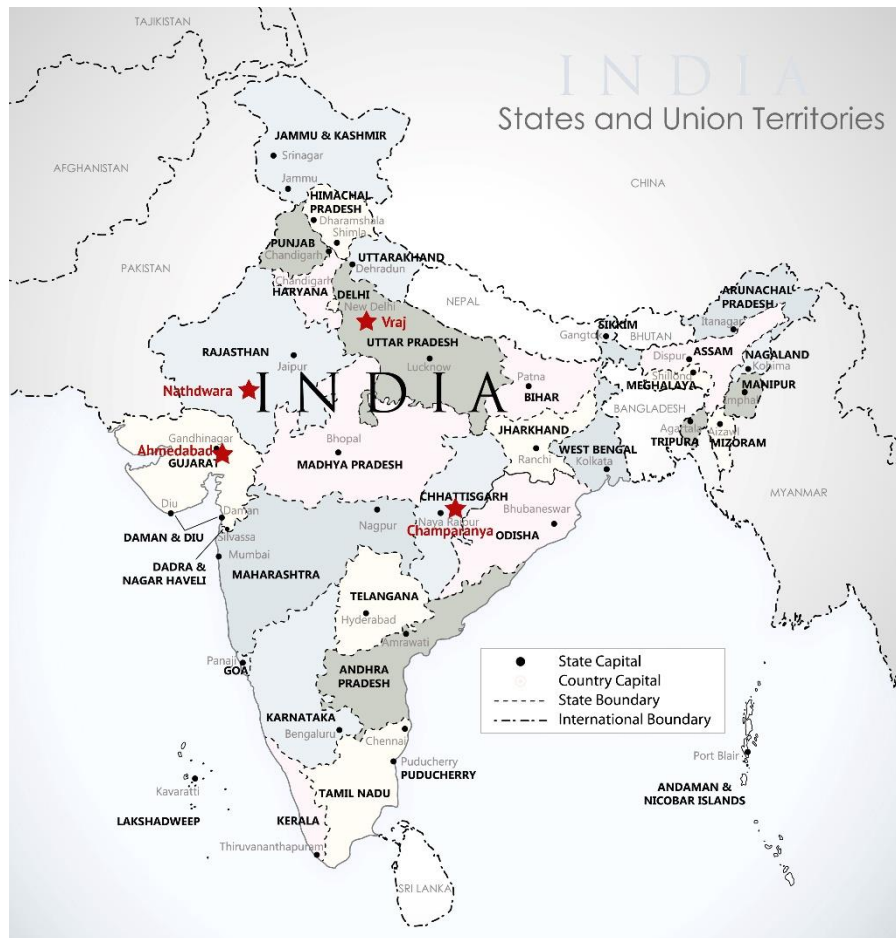 TAJIKISTAN
INDIA
States and Union Territories
JAMMU & KASHMIR
Srinagar
AFGHANISTAN
Jammu
CHINA
HIMACHAL
PRADESH
Dharamshala
Shimla
PUNJAB
Chandigarh
UTTARAKHAND
Dehradun
PAKISTAN
Chandigarh
HARYANA
DELHI
New Delhi
NEPAL
ARUNACHAL
PRADESH
Itanagar
Vraj
SIKKIM
Gangtok
BHUTAN
UTTAR PRADESH
RAJASTHAN
Jaipur
Lucknow
ASSAM
Dispur
NAGALAND
Kohima
Shillong
MEGHALAYA
Patna
BIHAR
MANIPUR
Imphal
Nathdwara
INDIA
BANGLADESH
Agartala
TRIPURA
Aizawl
MIZORAM
Gandhinagar
Ahmedabad
GUJARAT
Bhopal
MADHYA PRADESH
JHARKHAND
Ranchi
WEST BENGAL
Kolkata
MYANMAR
CHHATTISGARH
Naya Raipur
Champaranya
Bhubaneswar
ODISHA
Diu
Daman
DAMAN & DIU
Silvassa
Nagpur
DADRA &
NAGAR HAVELI
Mumbai
MAHARASHTRA
TELANGANA
Hyderabad
Amrawati
Panaji
GOA
ANDHRA
PRADESH
State Capital
Country Capital
State Boundary
International Boundary
KARNATAKA
Bengaluru
Chennai
Port Blair
Puducherry
PUDUCHERRY
Kavaratti
LAKSHADWEEP
TAMIL NADU
ANDAMAN &
NICOBAR ISLANDS
KERALA
Thiruvananthapuram
SRI LANKA